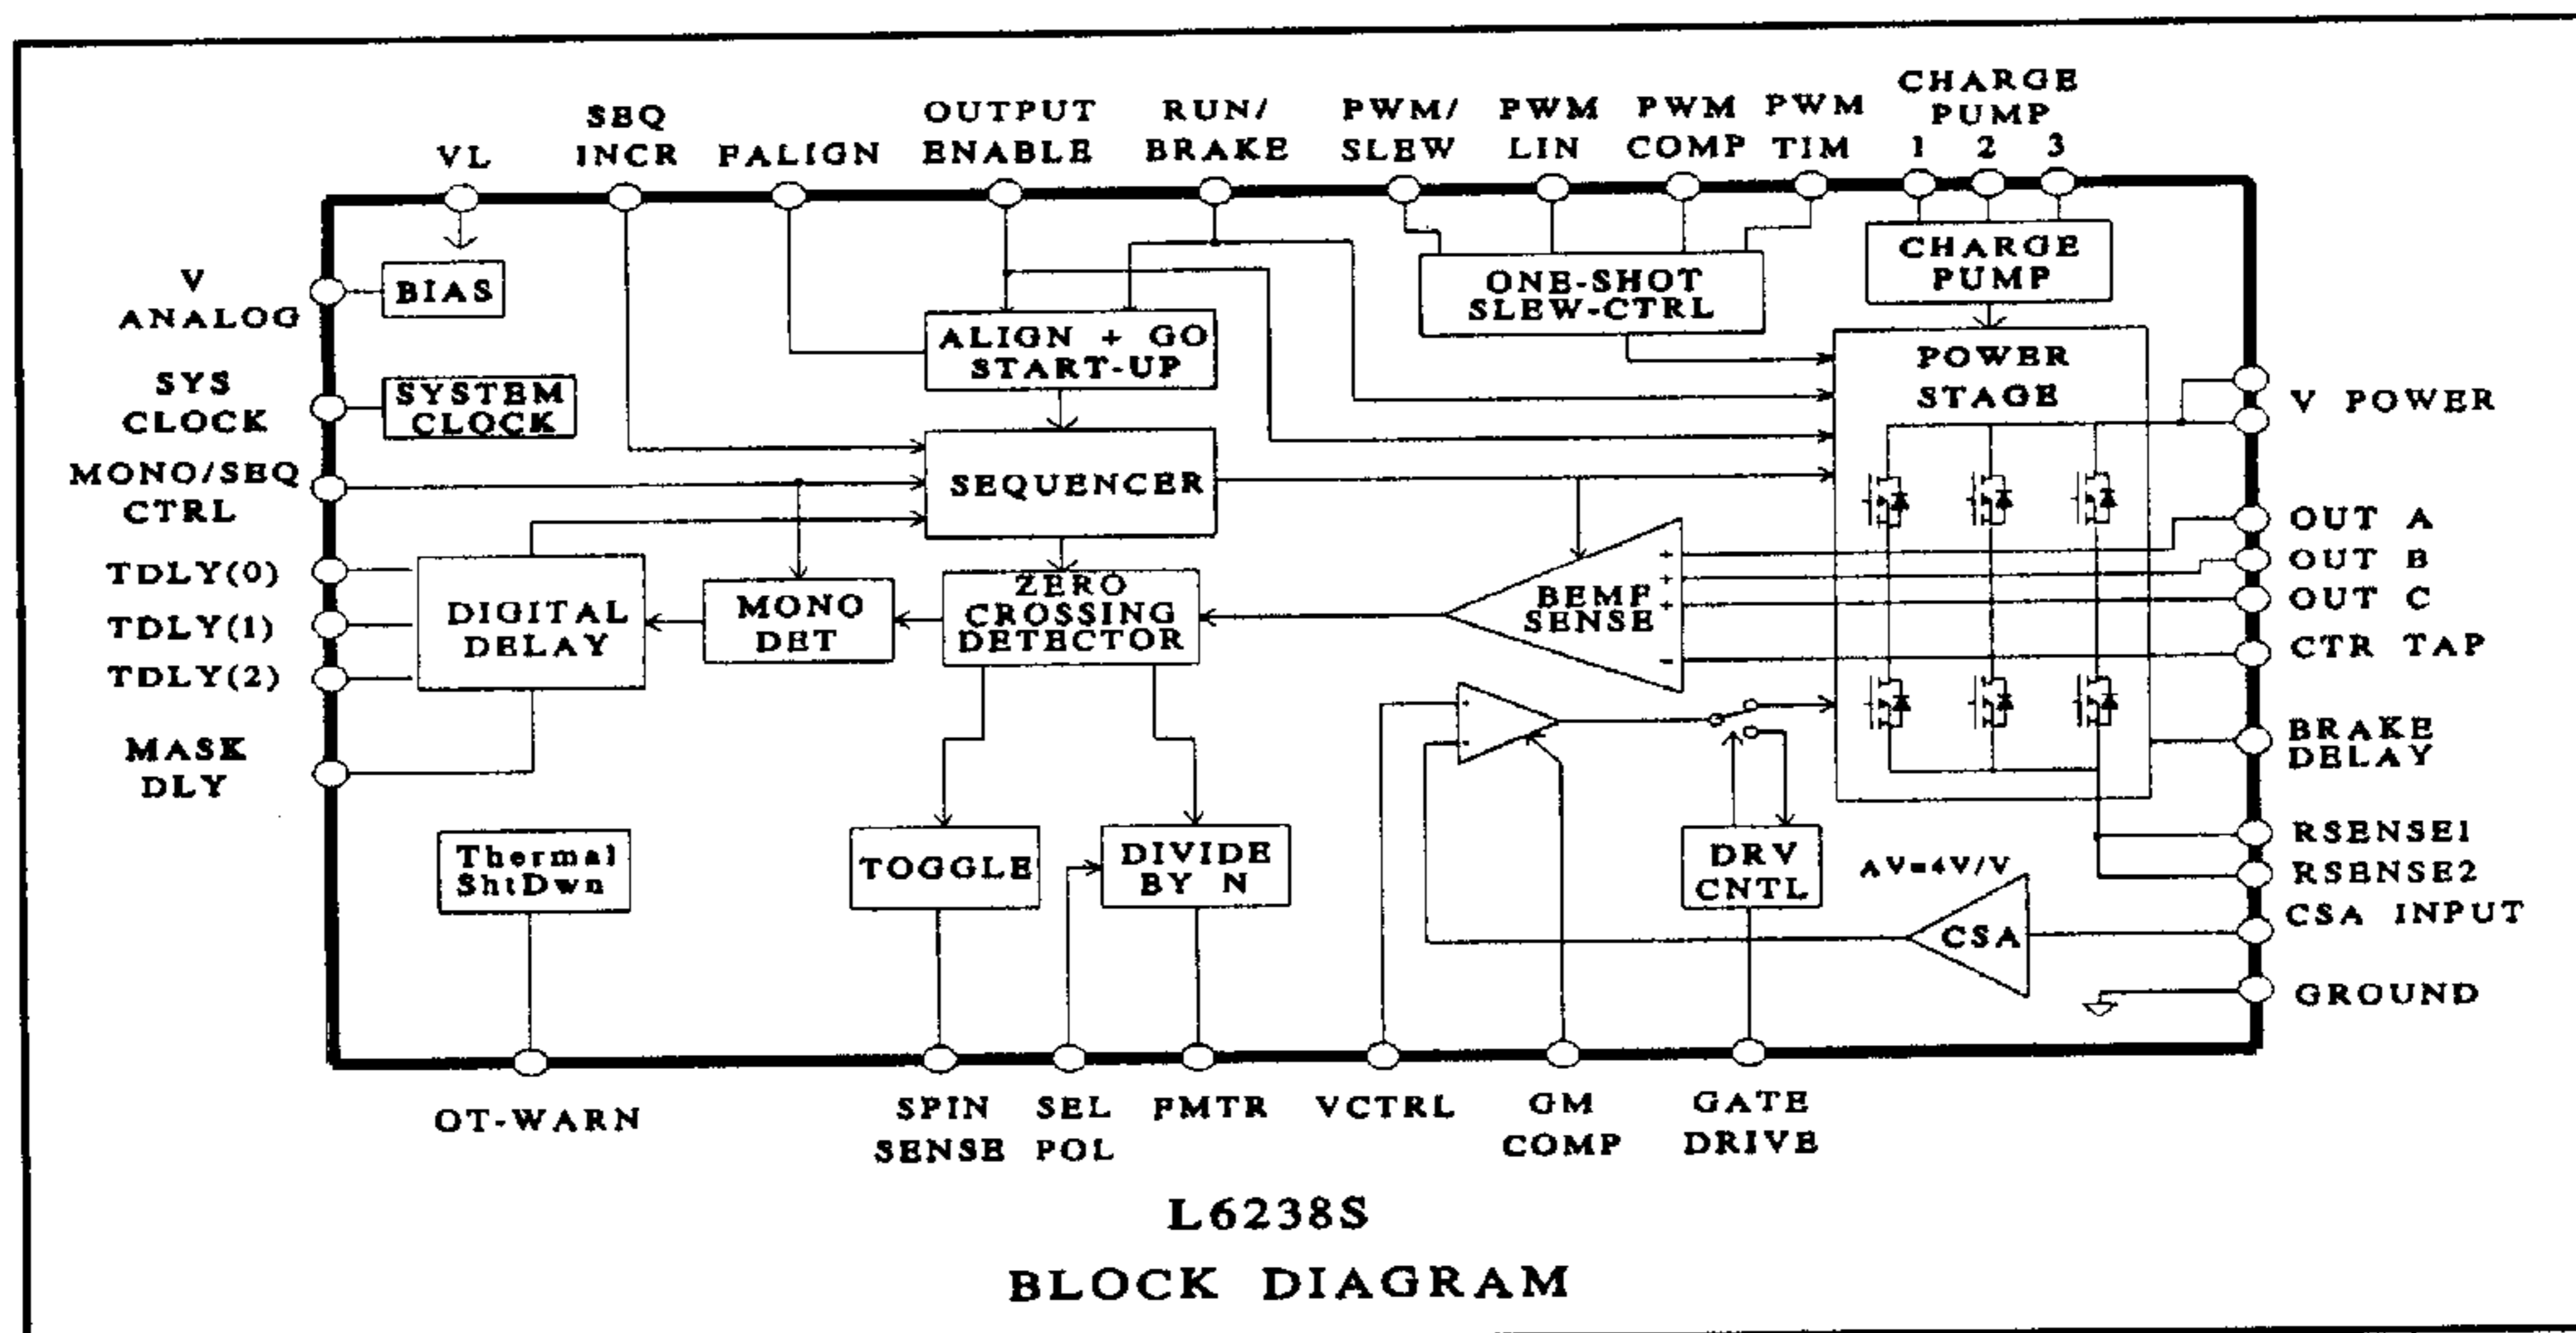 CHARGE
PUMP
SEQ
INCR
VL
FALIGN
OUTPUT
ENABLE
RUN/
BRAKE
PWM/
SLEW
PWM
LIN
PWM
COMP
PWM
TIM
1 2 3
V
ANALOG
BIAS
ONE-SHOT
SLEW-CTRL
CHARGE
PUMP
ALIGN + GO
START-UP
POWER
STAGE
SYS
CLOCK
SYSTEM
CLOCK
V POWER
MONO/SEQ
CTRL
SEQUENCER
OUT A
OUT B
OUT C
CTR TAP
TDLY(0)
TDLY(1)
TDLY(2)
DIGITAL
DELAY
MONO
DET
ZERO
CROSSING
DETECTOR
BEMF
SENSE
+
+
+
-
MASK
DLY
+
-
BRAKE
DELAY
Thermal
ShtDwn
TOGGLE
DIVIDE
BY N
DRV
CNTL
AV=4V/V
CSA
RSENSE1
RSENSE2
CSA INPUT
GROUND
OT-WARN
SPIN
SENSE
SEL
POL
FMTR
VCTRL
GM
COMP
GATE
DRIVE
L6238S
BLOCK DIAGRAM